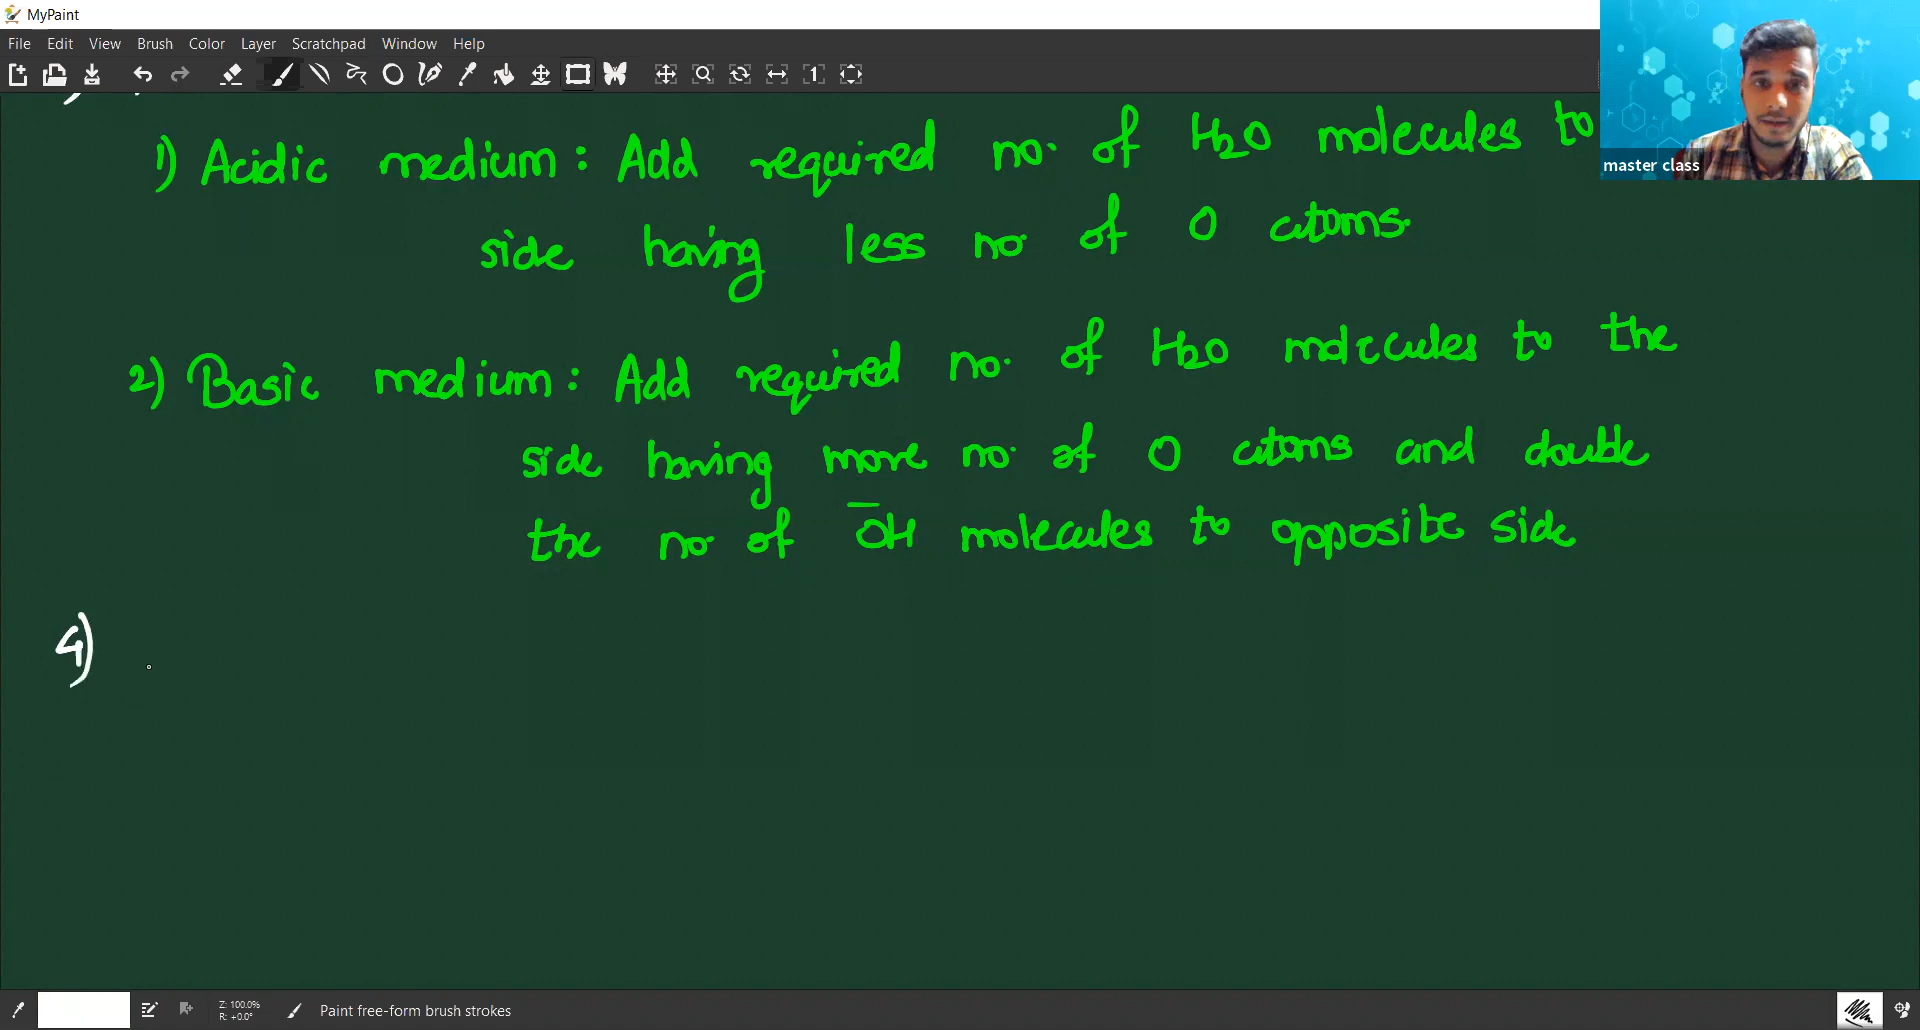 MyPaint
File Edit View Brush Color Layer Scratchpad Window Help
master class
1) Acidic medium: Add required no. of H2O molecules to
side having less no of O atoms.
2) Basic medium: Add required no. of H2O molecules to the
side having more no. of O atoms and double
the no. of O̅H molecules to opposite side
4)
Z: 100.0%
R: +0.0°
Paint free-form brush strokes